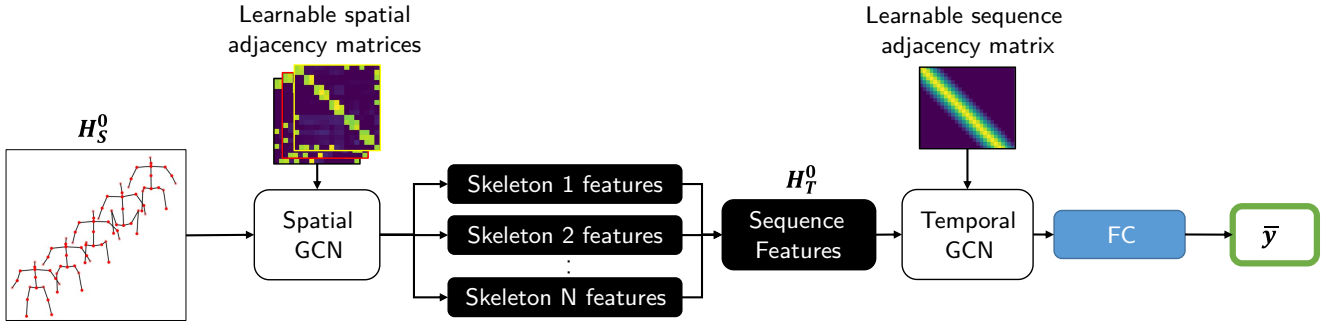 Learnable spatial
adjacency matrices
Learnable sequence
adjacency matrix
H_S^0
Spatial
GCN
Skeleton 1 features
Skeleton 2 features
⋮
Skeleton N features
H_T^0
Sequence
Features
Temporal
GCN
FC
ȳ